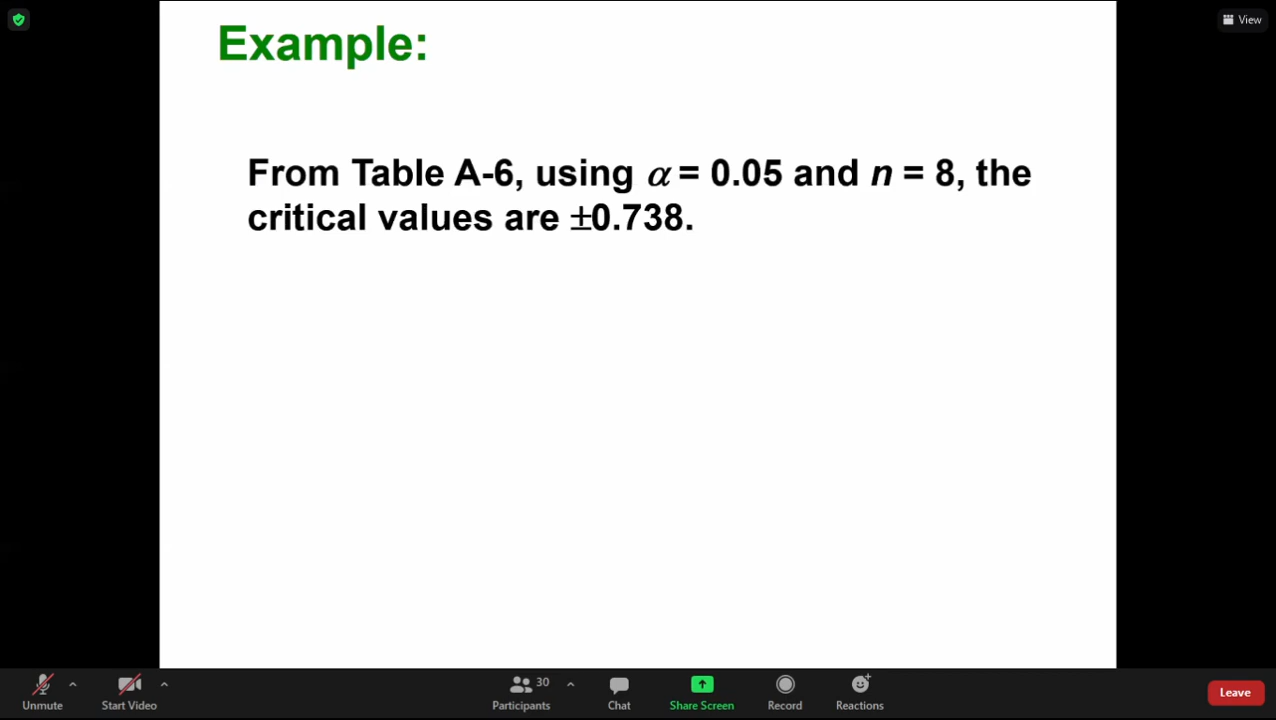 View
Example:
From Table A-6, using α = 0.05 and n = 8, the
critical values are ±0.738.
Unmute
Start Video
30
Participants
Chat
Share Screen
Record
Reactions
Leave